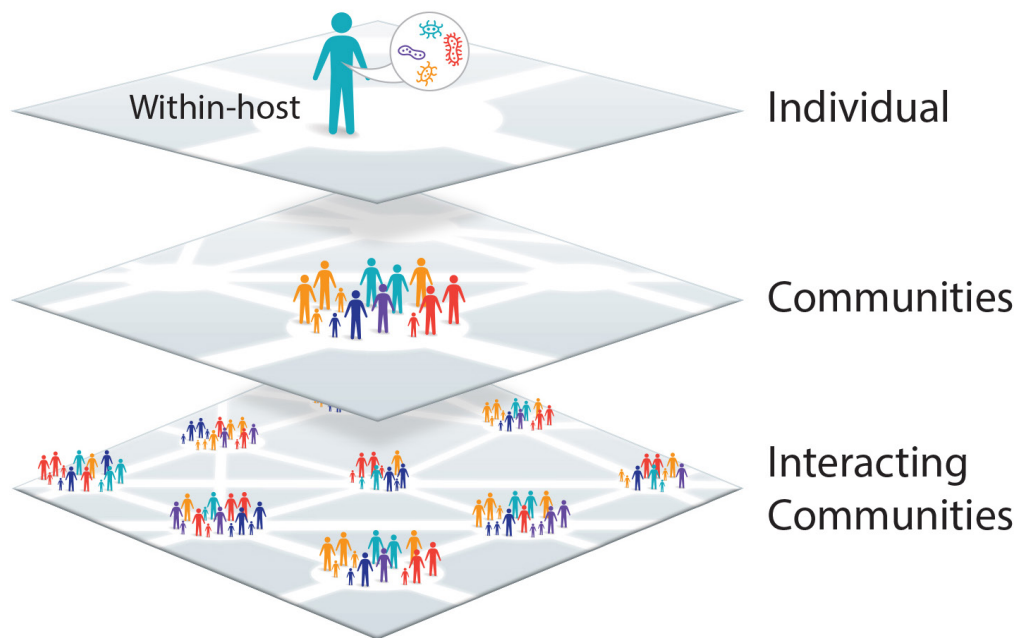 Within-host
Individual
Communities
Interacting
Communities